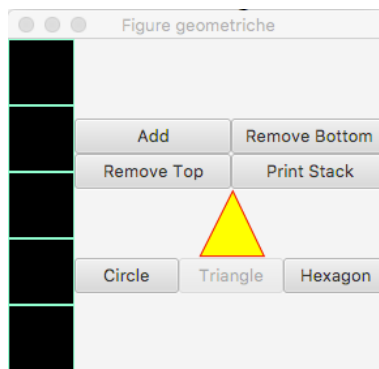 Figure geometriche
Add Remove Bottom
Remove Top Print Stack
Circle Triangle Hexagon